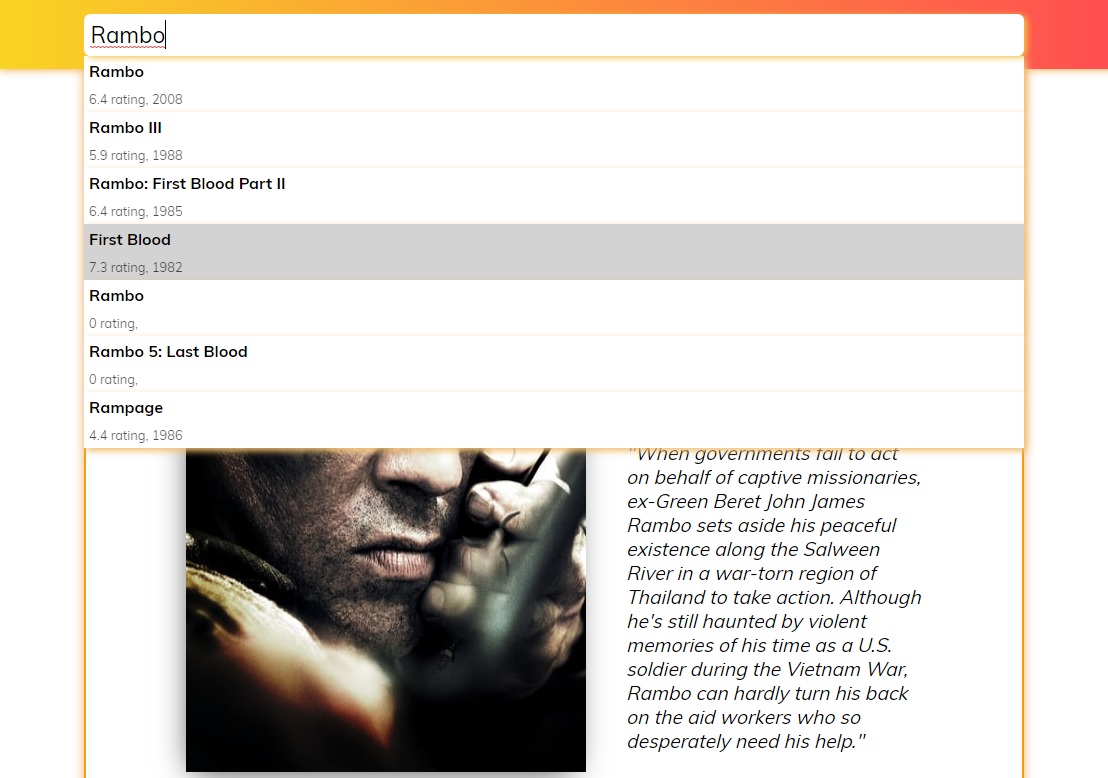 Rambo
Rambo
6.4 rating, 2008
Rambo III
5.9 rating, 1988
Rambo: First Blood Part II
6.4 rating, 1985
First Blood
7.3 rating, 1982
Rambo
0 rating,
Rambo 5: Last Blood
0 rating,
Rampage
4.4 rating, 1986
"When governments fail to act
on behalf of captive missionaries,
ex-Green Beret John James
Rambo sets aside his peaceful
existence along the Salween
River in a war-torn region of
Thailand to take action. Although
he's still haunted by violent
memories of his time as a U.S.
soldier during the Vietnam War,
Rambo can hardly turn his back
on the aid workers who so
desperately need his help."